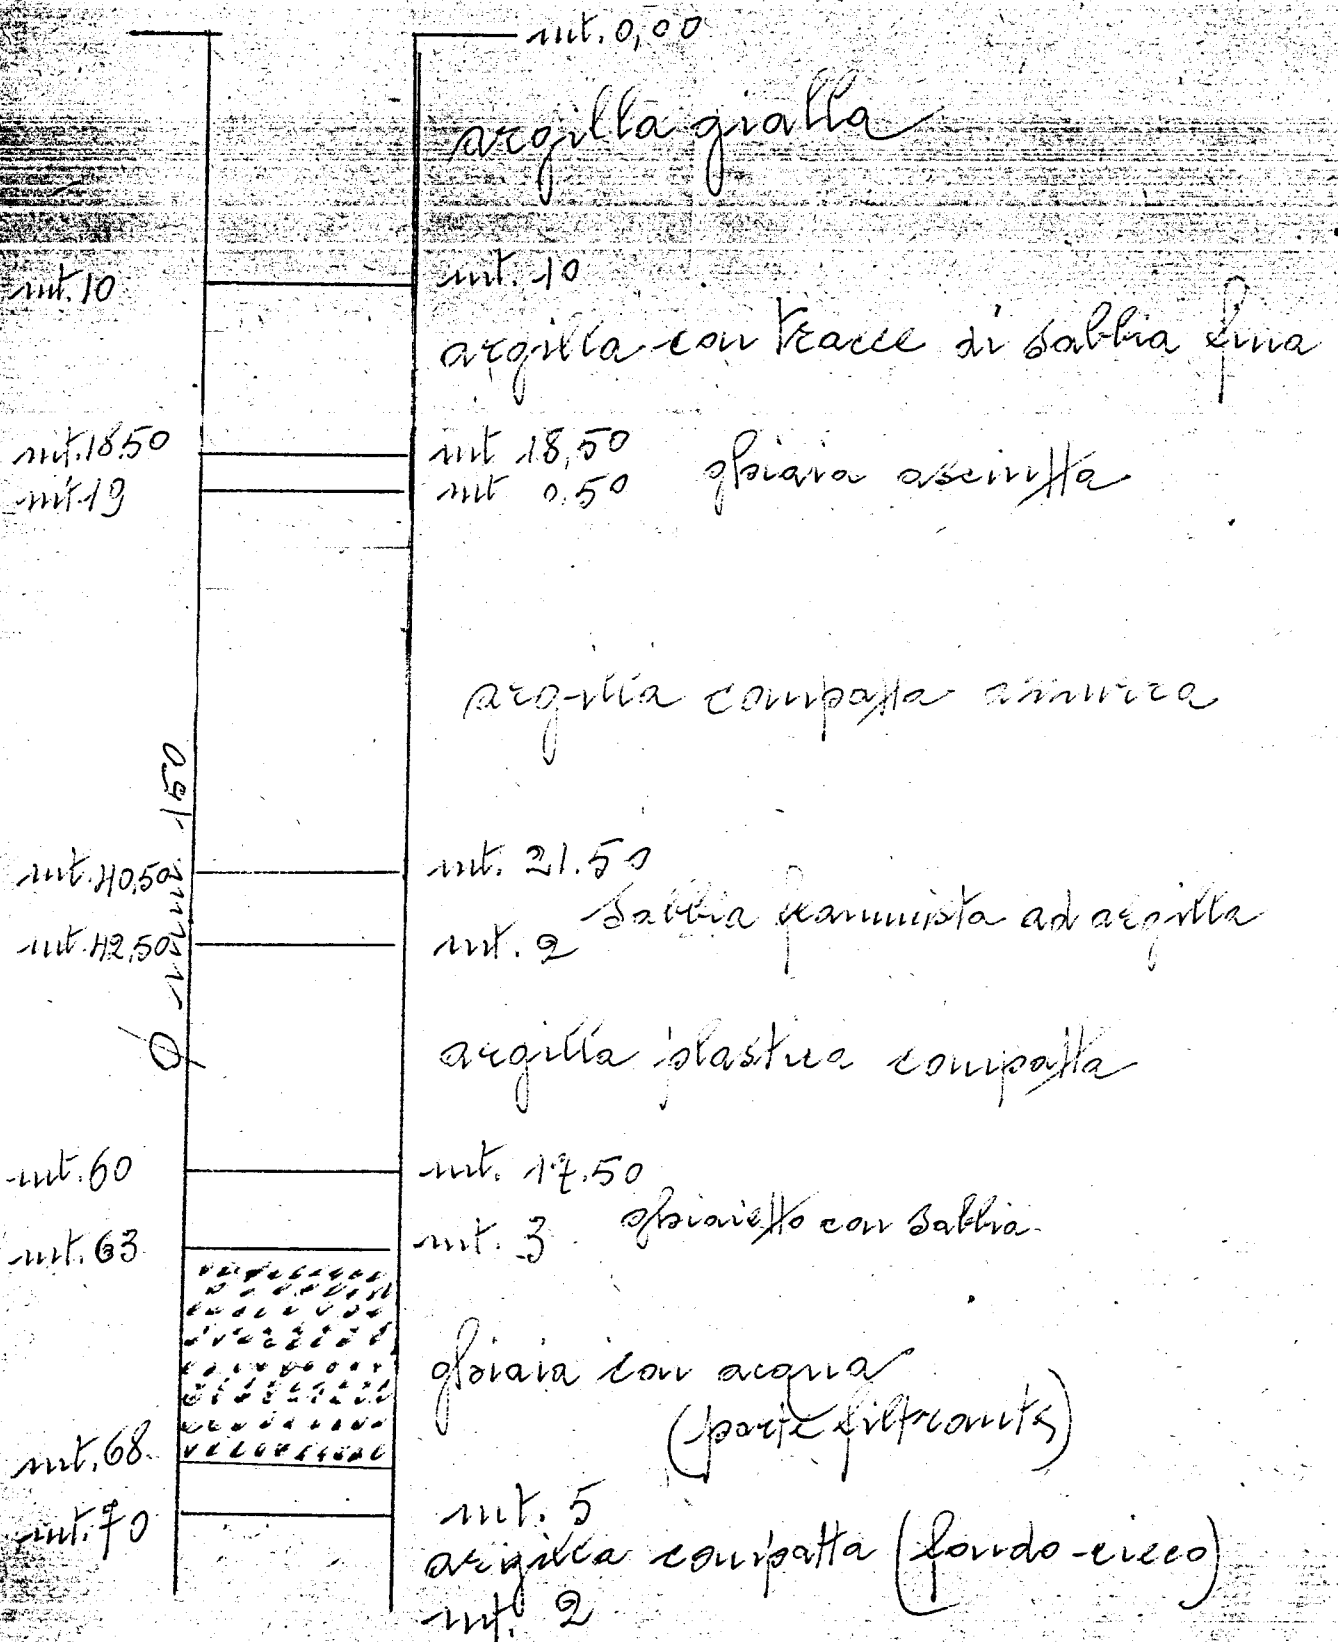 mt. 0,00
argilla gialla
mt. 10 mt. 10
argilla con tracce di sabbia fina
mt. 18.50 mt 18,50 ghiaia asciutta
mt 19 mt 0.50
argilla compatta azzurra
mt. 40,50 mt. 21.50
sabbia frammista ad argilla
mt. 42,50 mt. 2
Ø mm 150
argilla plastica compatta
mt. 60 mt. 17.50
ghiaietto con sabbia
mt. 63 mt. 3
ghiaia con acqua
(parte filtrante)
mt. 68
mt. 70 mt. 5
argilla compatta (fondo-cieco)
mt. 2